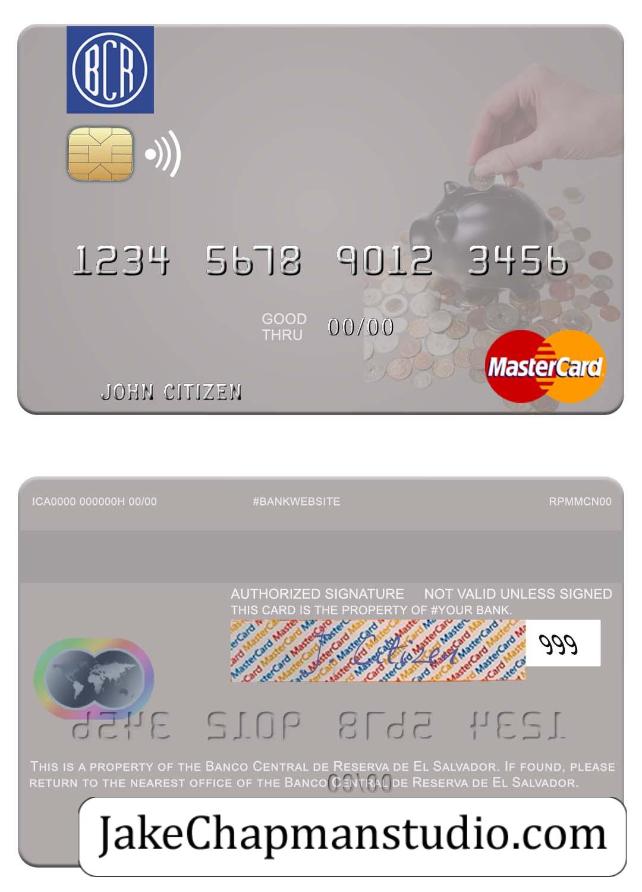 BCR
1234 5678 9012 3456
GOOD
THRU 00/00
MasterCard
JOHN CITIZEN
ICA0000 000000H 00/00 #BANKWEBSITE RPMMCN00
AUTHORIZED SIGNATURE NOT VALID UNLESS SIGNED
THIS CARD IS THE PROPERTY OF #YOUR BANK.
J. Citizen 999
THIS IS A PROPERTY OF THE BANCO CENTRAL DE RESERVA DE EL SALVADOR. IF FOUND, PLEASE
RETURN TO THE NEAREST OFFICE OF THE BANCO CENTRAL DE RESERVA DE EL SALVADOR.
JakeChapmanstudio.com